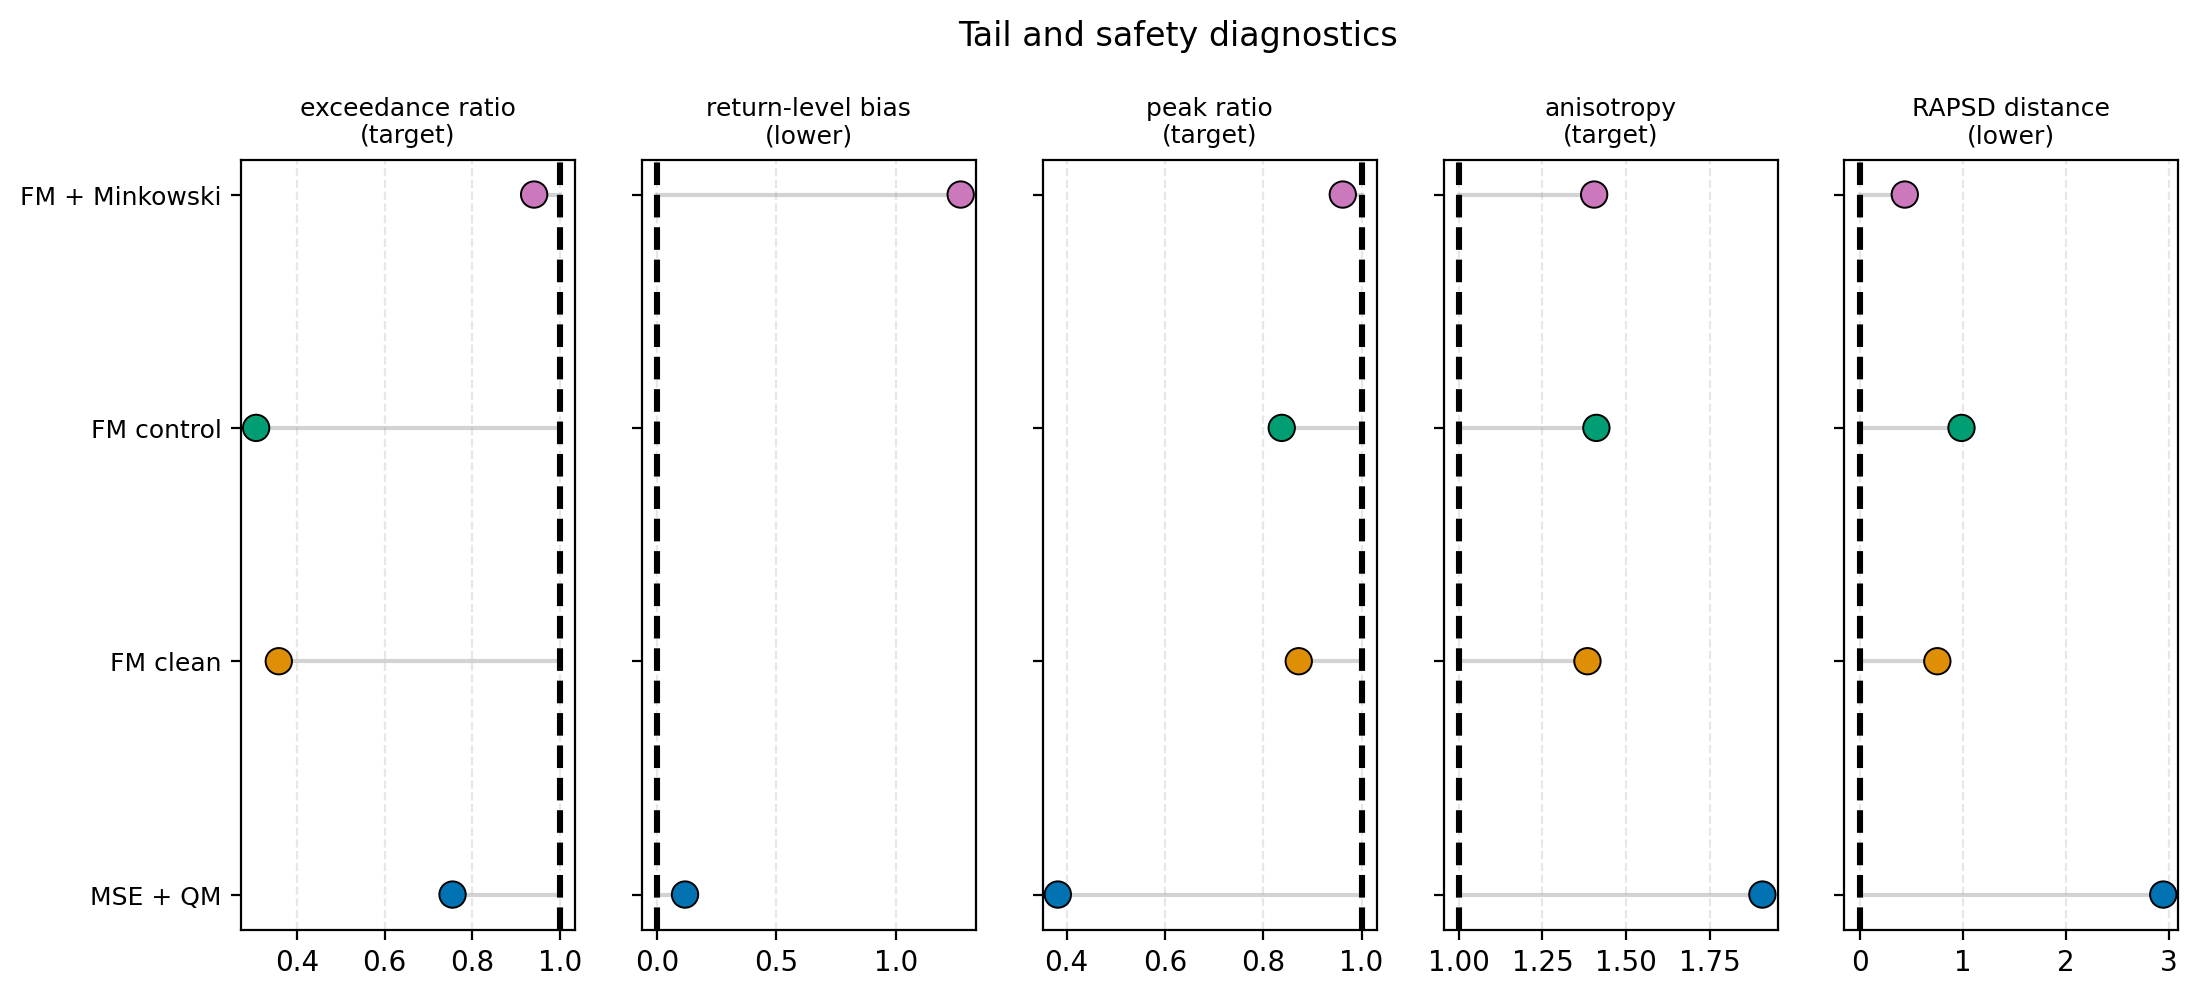 Tail and safety diagnostics
exceedance ratio
(target)
return-level bias
(lower)
peak ratio
(target)
anisotropy
(target)
RAPSD distance
(lower)
FM + Minkowski
FM control
FM clean
MSE + QM
0.4 0.6 0.8 1.0
0.0 0.5 1.0
0.4 0.6 0.8 1.0
1.00 1.25 1.50 1.75
0 1 2 3